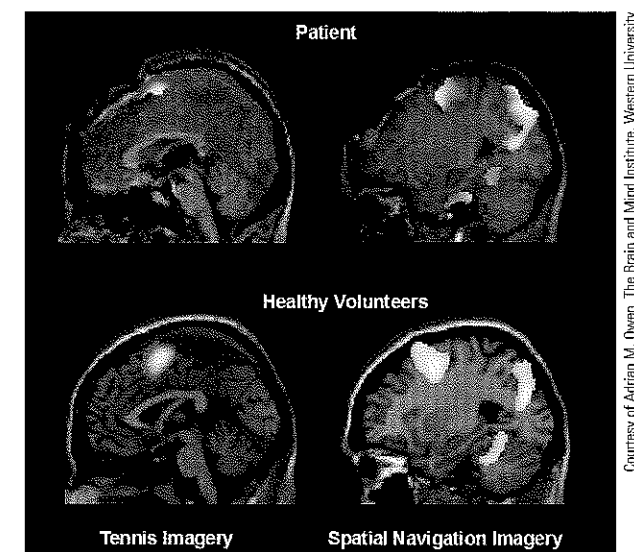 Patient
Healthy Volunteers
Tennis Imagery
Spatial Navigation Imagery
Courtesy of Adrian M. Owen, The Brain and Mind Institute, Western University